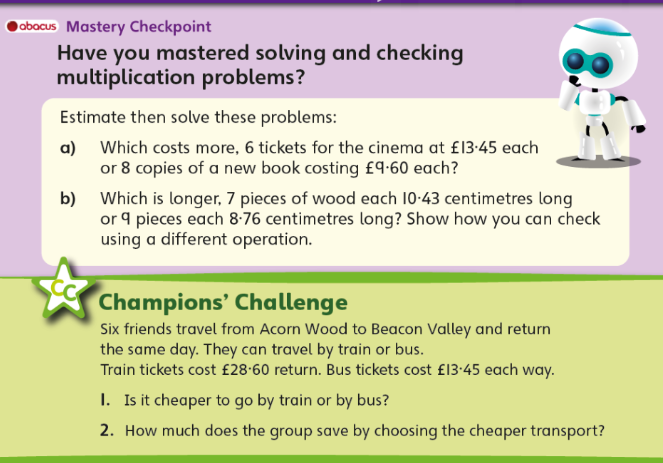 abacus Mastery Checkpoint
Have you mastered solving and checking
multiplication problems?
Estimate then solve these problems:
a) Which costs more, 6 tickets for the cinema at £13·45 each
or 8 copies of a new book costing £9·60 each?
b) Which is longer, 7 pieces of wood each 10·43 centimetres long
or 9 pieces each 8·76 centimetres long? Show how you can check
using a different operation.
CC
Champions' Challenge
Six friends travel from Acorn Wood to Beacon Valley and return
the same day. They can travel by train or bus.
Train tickets cost £28·60 return. Bus tickets cost £13·45 each way.
1. Is it cheaper to go by train or by bus?
2. How much does the group save by choosing the cheaper transport?